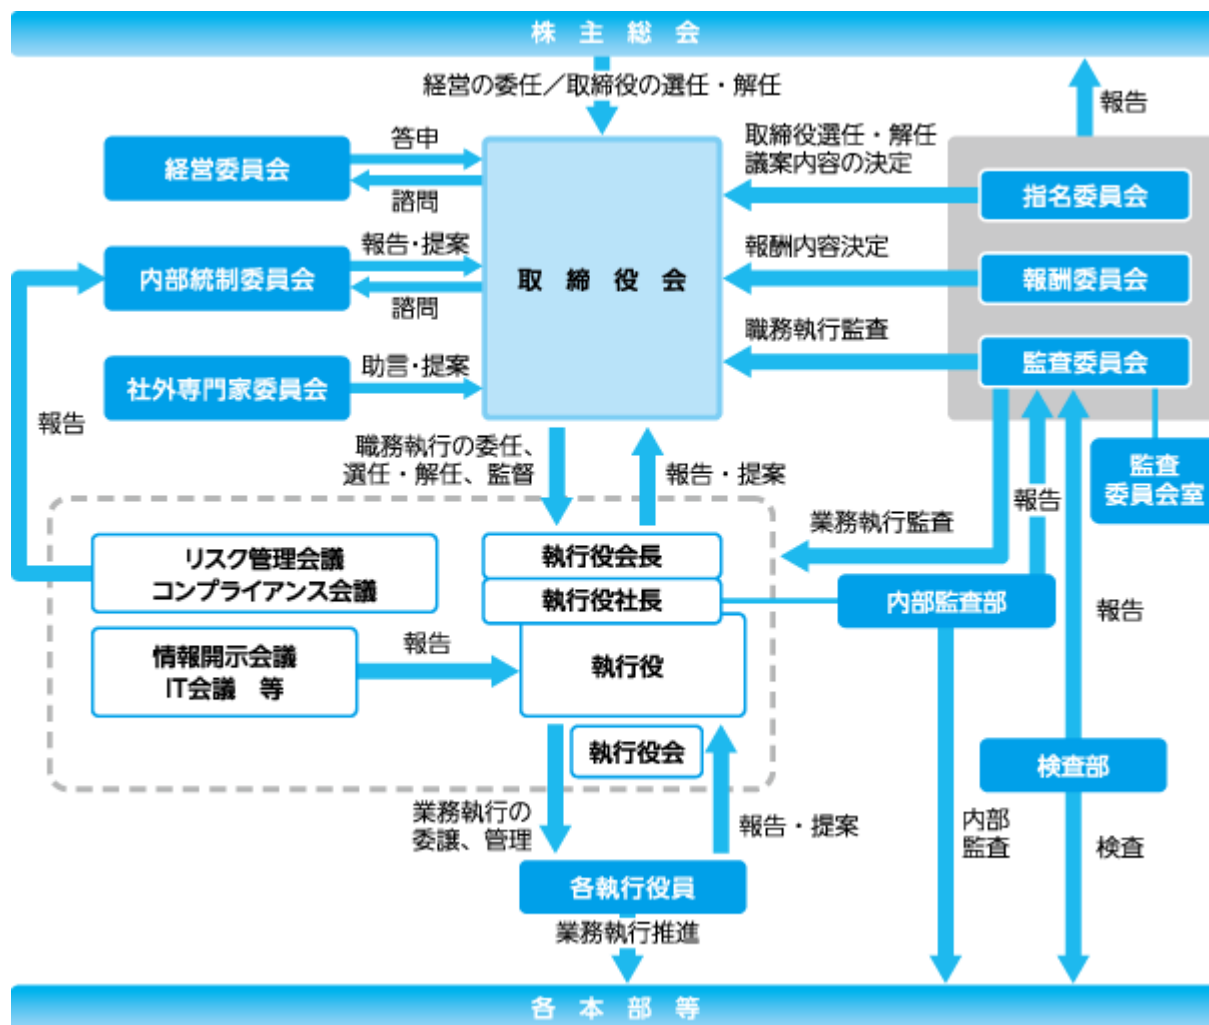 株主総会
経営の委任／取締役の選任・解任
報告
答申
経営委員会
諮問
取締役選任・解任
議案内容の決定
指名委員会
報告・提案
内部統制委員会
諮問
取締役会
報酬内容決定
報酬委員会
職務執行監査
監査委員会
助言・提案
社外専門家委員会
報告
職務執行の委任、
選任・解任、監督
報告・提案
監査
委員会室
報告
業務執行監査
リスク管理会議
コンプライアンス会議
執行役会長
執行役社長
内部監査部
報告
情報開示会議
IT会議　等
報告
執行役
執行役会
検査部
業務執行の
委譲、管理
報告・提案
内部
監査
検査
各執行役員
業務執行推進
各本部等